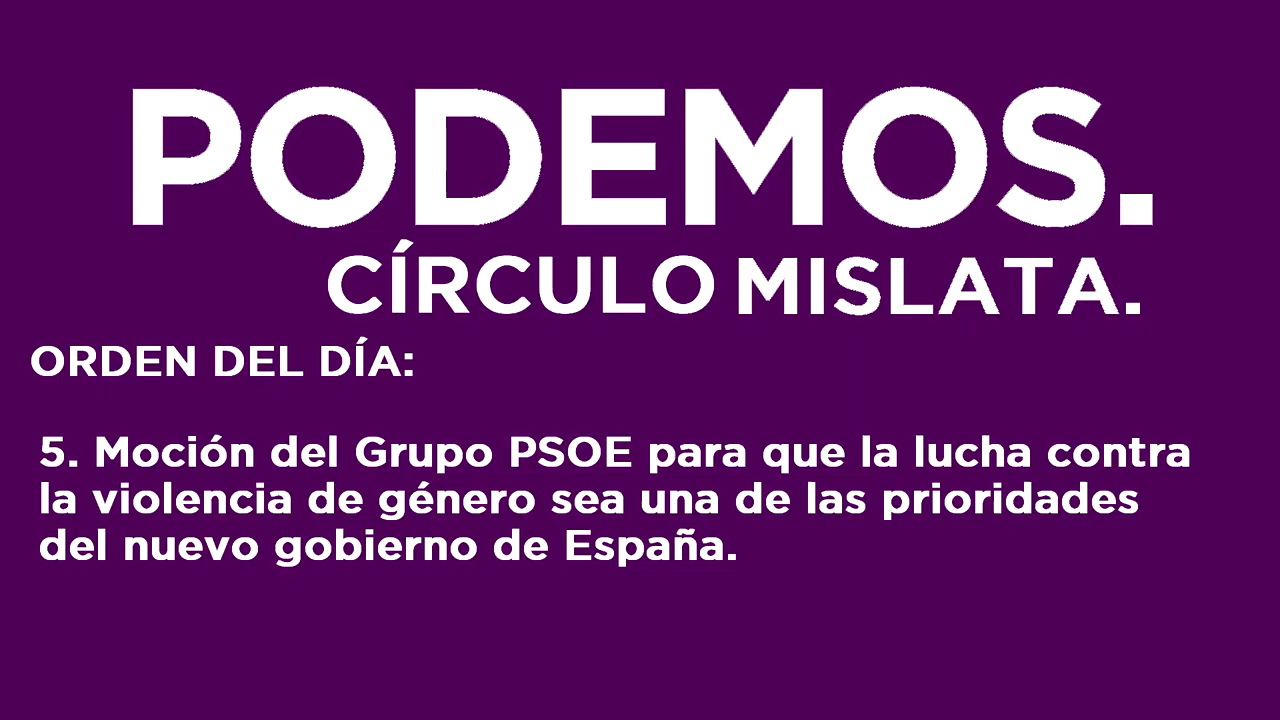 PODEMOS.
CÍRCULO MISLATA.
ORDEN DEL DÍA:
5. Moción del Grupo PSOE para que la lucha contra
la violencia de género sea una de las prioridades
del nuevo gobierno de España.